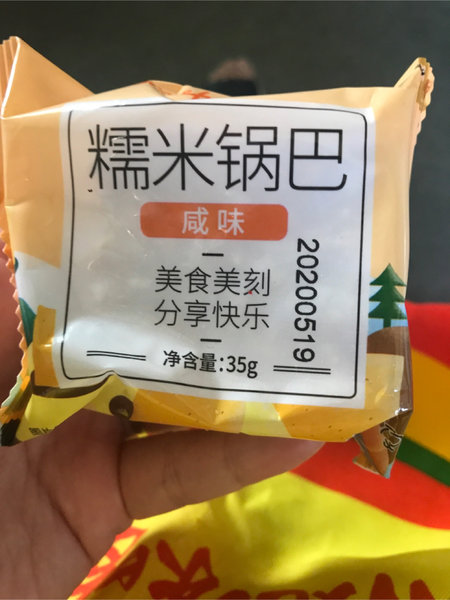 糯米锅巴
咸味
美食美刻
分享快乐
净含量:35g
20200519